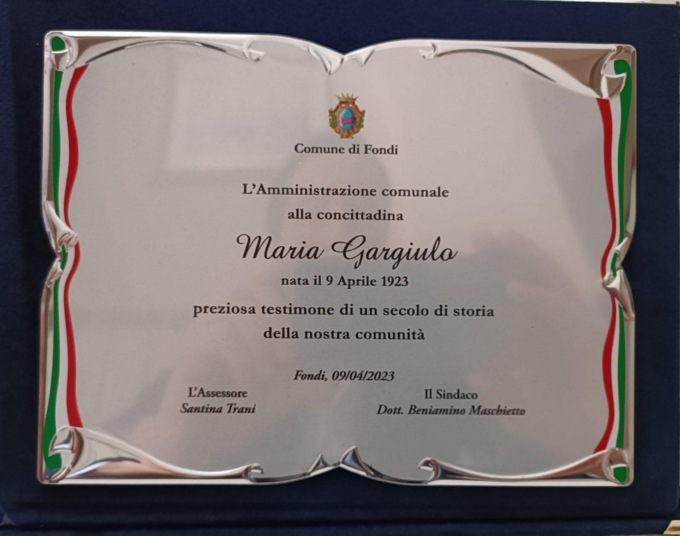 Comune di Fondi
L'Amministrazione comunale
alla concittadina
Maria Gargiulo
nata il 9 Aprile 1923
preziosa testimone di un secolo di storia
della nostra comunità
Fondi, 09/04/2023
L'Assessore Il Sindaco
Santina Trani Dott. Beniamino Maschietto